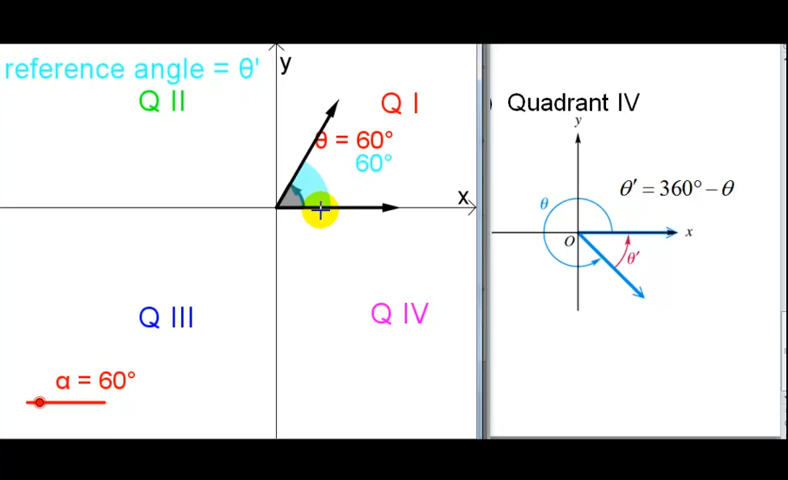 reference angle = θ'
y
Q II
Q I
θ = 60°
60°
x
Q III
Q IV
α = 60°
) Quadrant IV
y
θ' = 360° – θ
θ
x
O
θ'